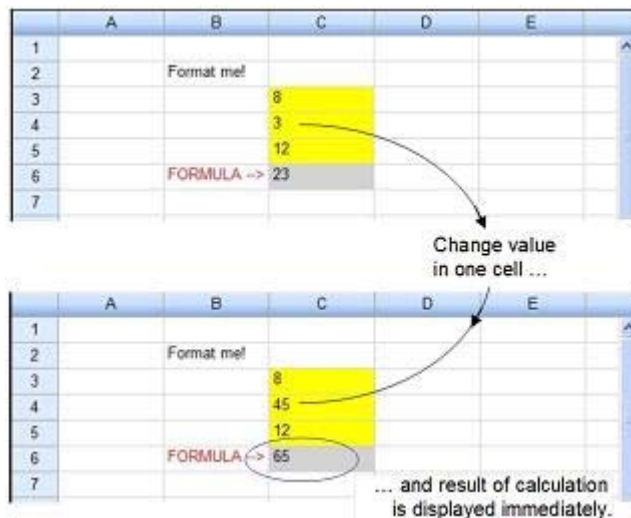 A B C D E
1
2 Format me!
3 8
4 3
5 12
6 FORMULA --> 23
7
Change value
in one cell ...
A B C D E
1
2 Format me!
3 8
4 45
5 12
6 FORMULA --> 65
7
... and result of calculation
is displayed immediately.